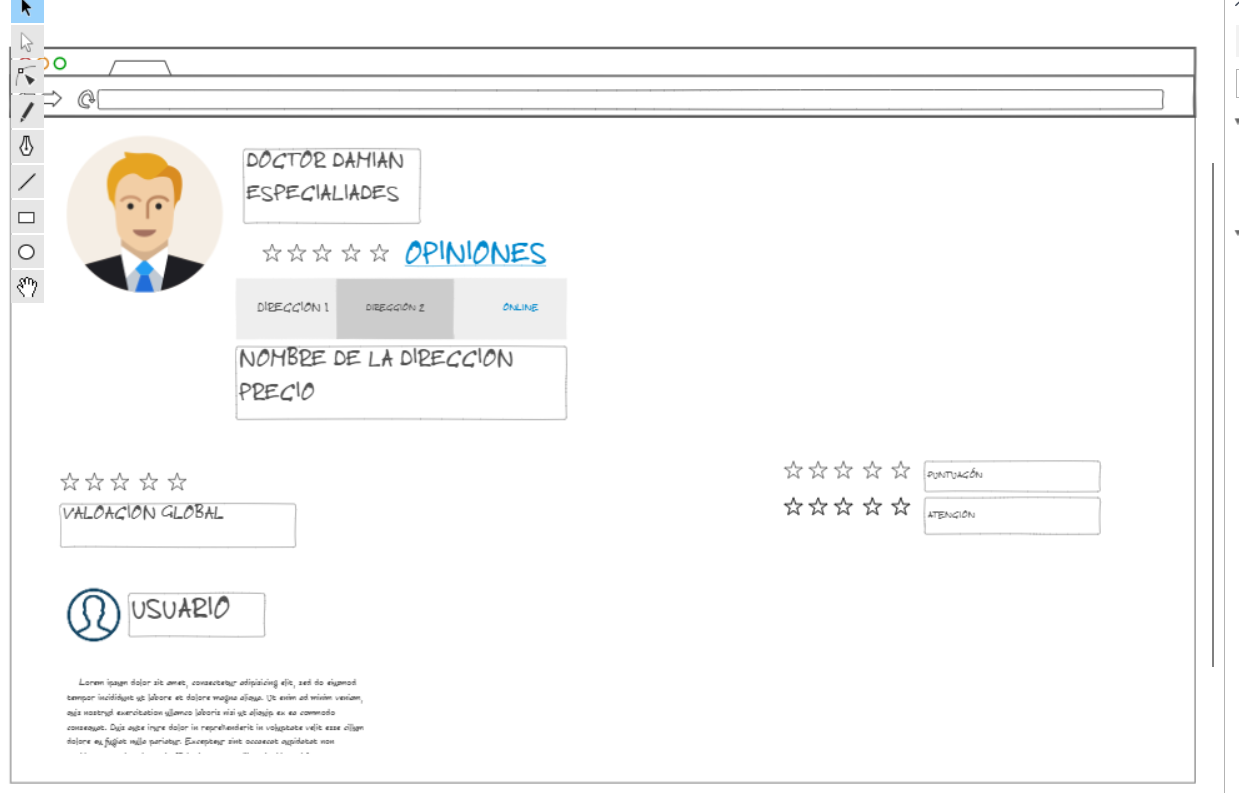 DOCTOR DAMIAN
ESPECIALIADES
OPINIONES
DIRECCION 1
DIRECCIÓN 2
ONLINE
NOMBRE DE LA DIRECCION
PRECIO
VALOACION GLOBAL
PUNTUACÓN
ATENCIÓN
USUARIO
Lorem ipsum dolor sit amet, consectetur adipisicing elit, sed do eiusmod
tempor incididunt ut labore et dolore magna aliqua. Ut enim ad minim veniam,
quis nostrud exercitation ullamco laboris nisi ut aliquip ex ea commodo
consequat. Duis aute irure dolor in reprehenderit in voluptate velit esse cillum
dolore eu fugiat nulla pariatur. Excepteur sint occaecat cupidatat non